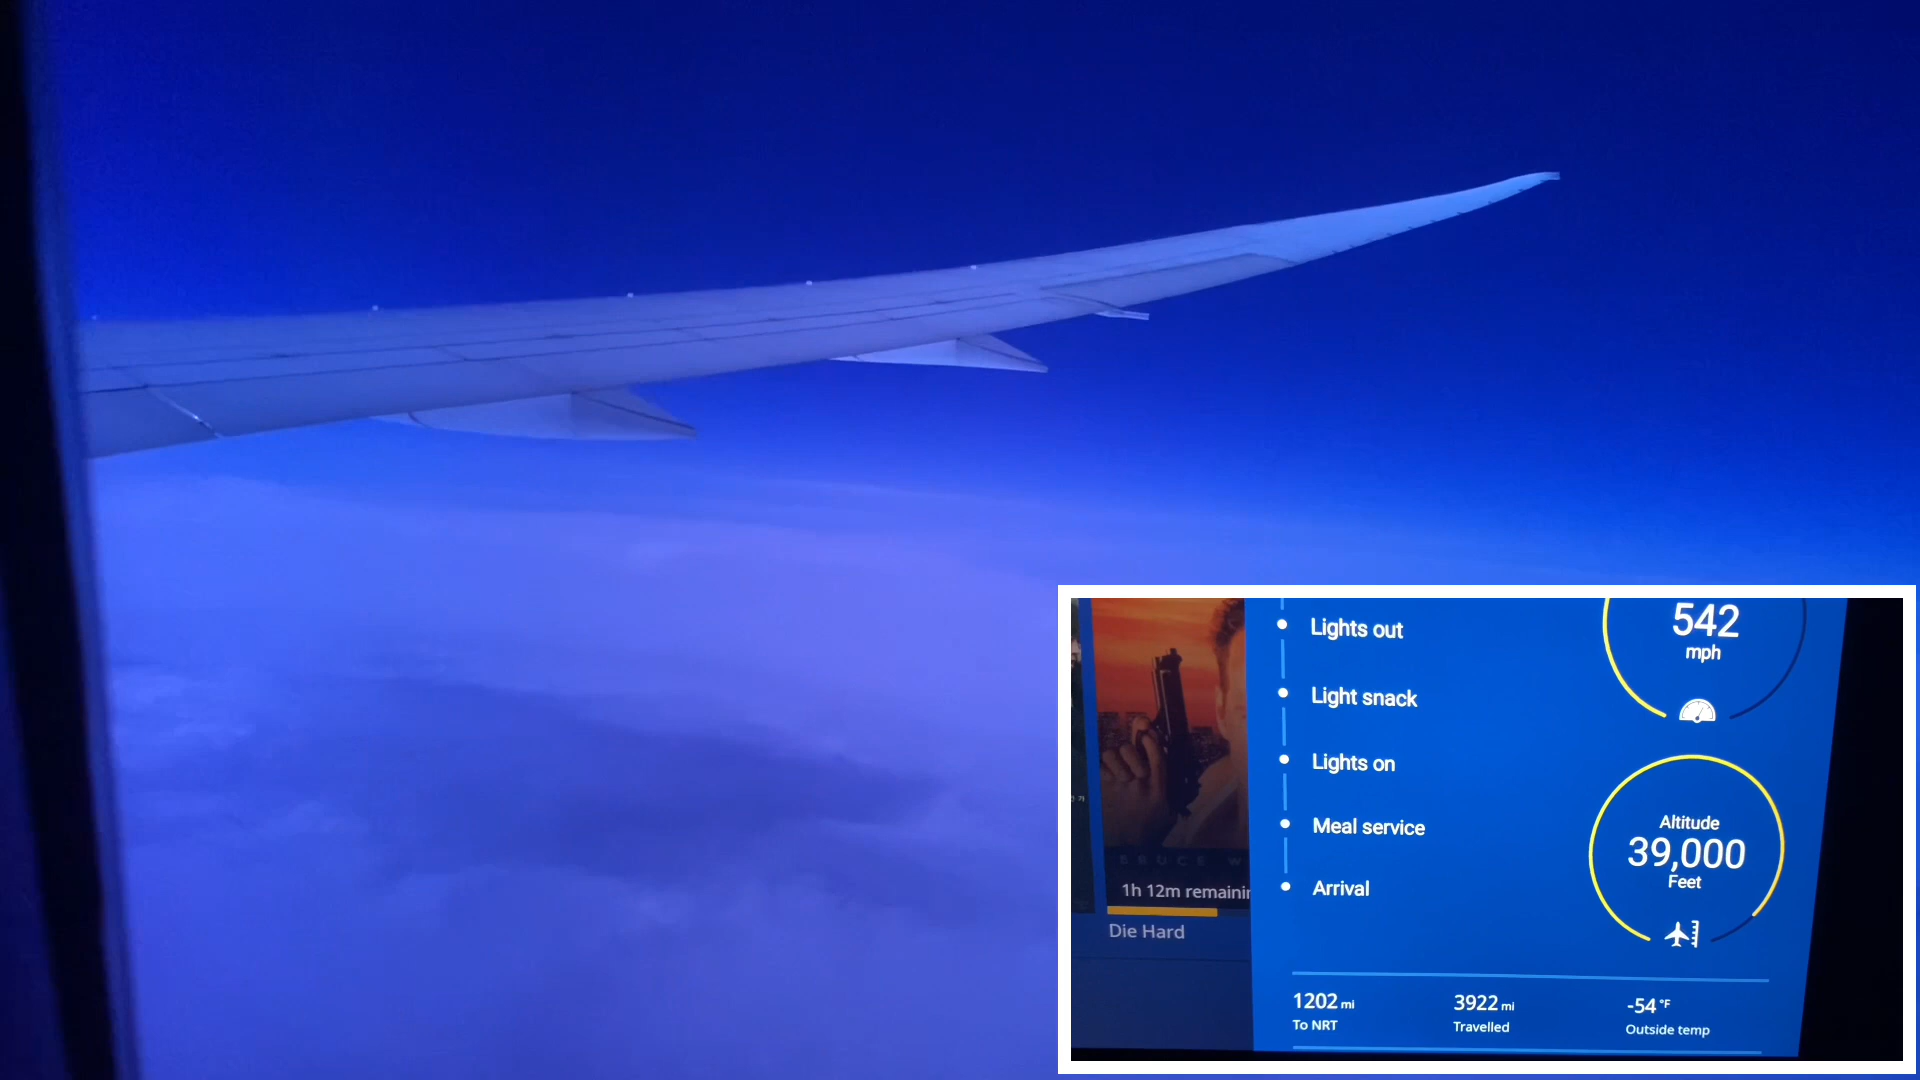 Lights out
Light snack
Lights on
Meal service
Arrival
542
mph
Altitude
39,000
Feet
BRUCE W
1h 12m remainin
Die Hard
1202 mi
To NRT
3922 mi
Travelled
-54 °F
Outside temp